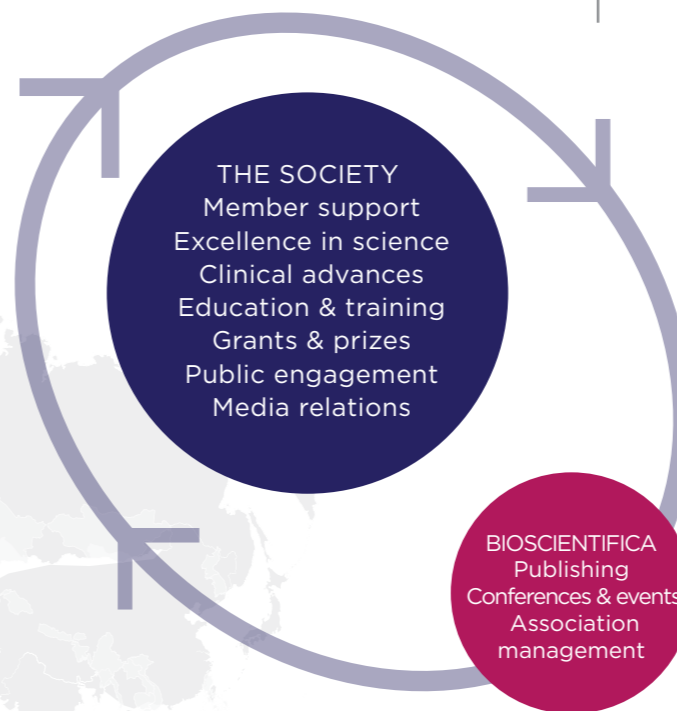 THE SOCIETY
Member support
Excellence in science
Clinical advances
Education & training
Grants & prizes
Public engagement
Media relations
BIOSCIENTIFICA
Publishing
Conferences & events
Association
management